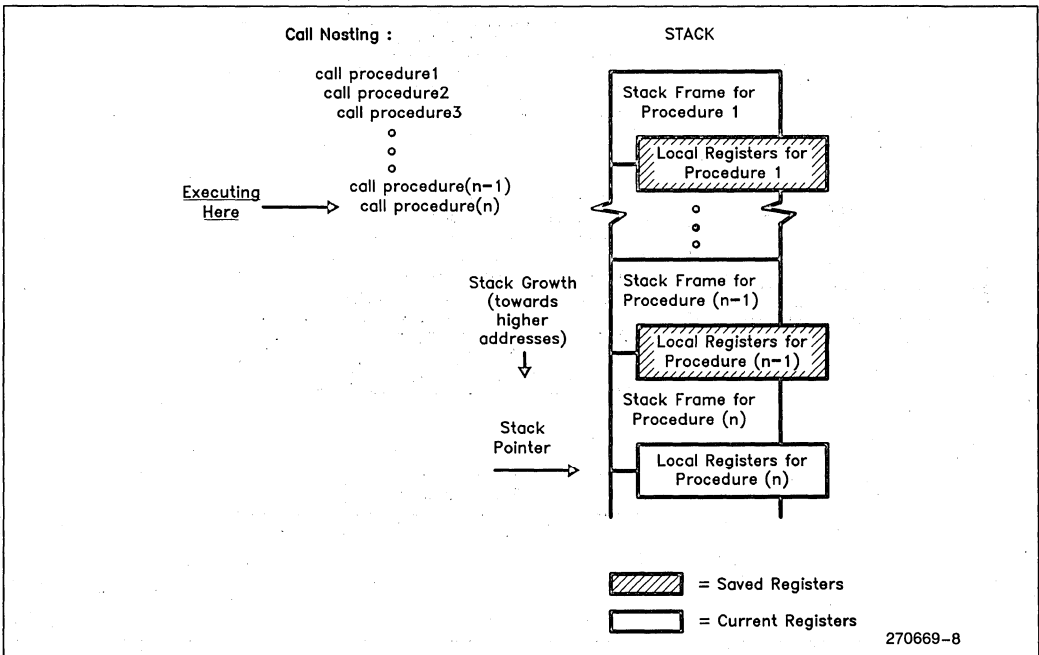 Call Nosting :
call procedure1
call procedure2
call procedure3
call procedure(n-1)
call procedure(n)
Executing
Here
Stack Growth
(towards
higher
addresses)
Stack
Pointer
STACK
Stack Frame for
Procedure 1
Local Registers for
Procedure 1
Stack Frame for
Procedure (n-1)
Local Registers for
Procedure (n-1)
Stack Frame for
Procedure (n)
Local Registers for
Procedure (n)
= Saved Registers
= Current Registers
270669-8